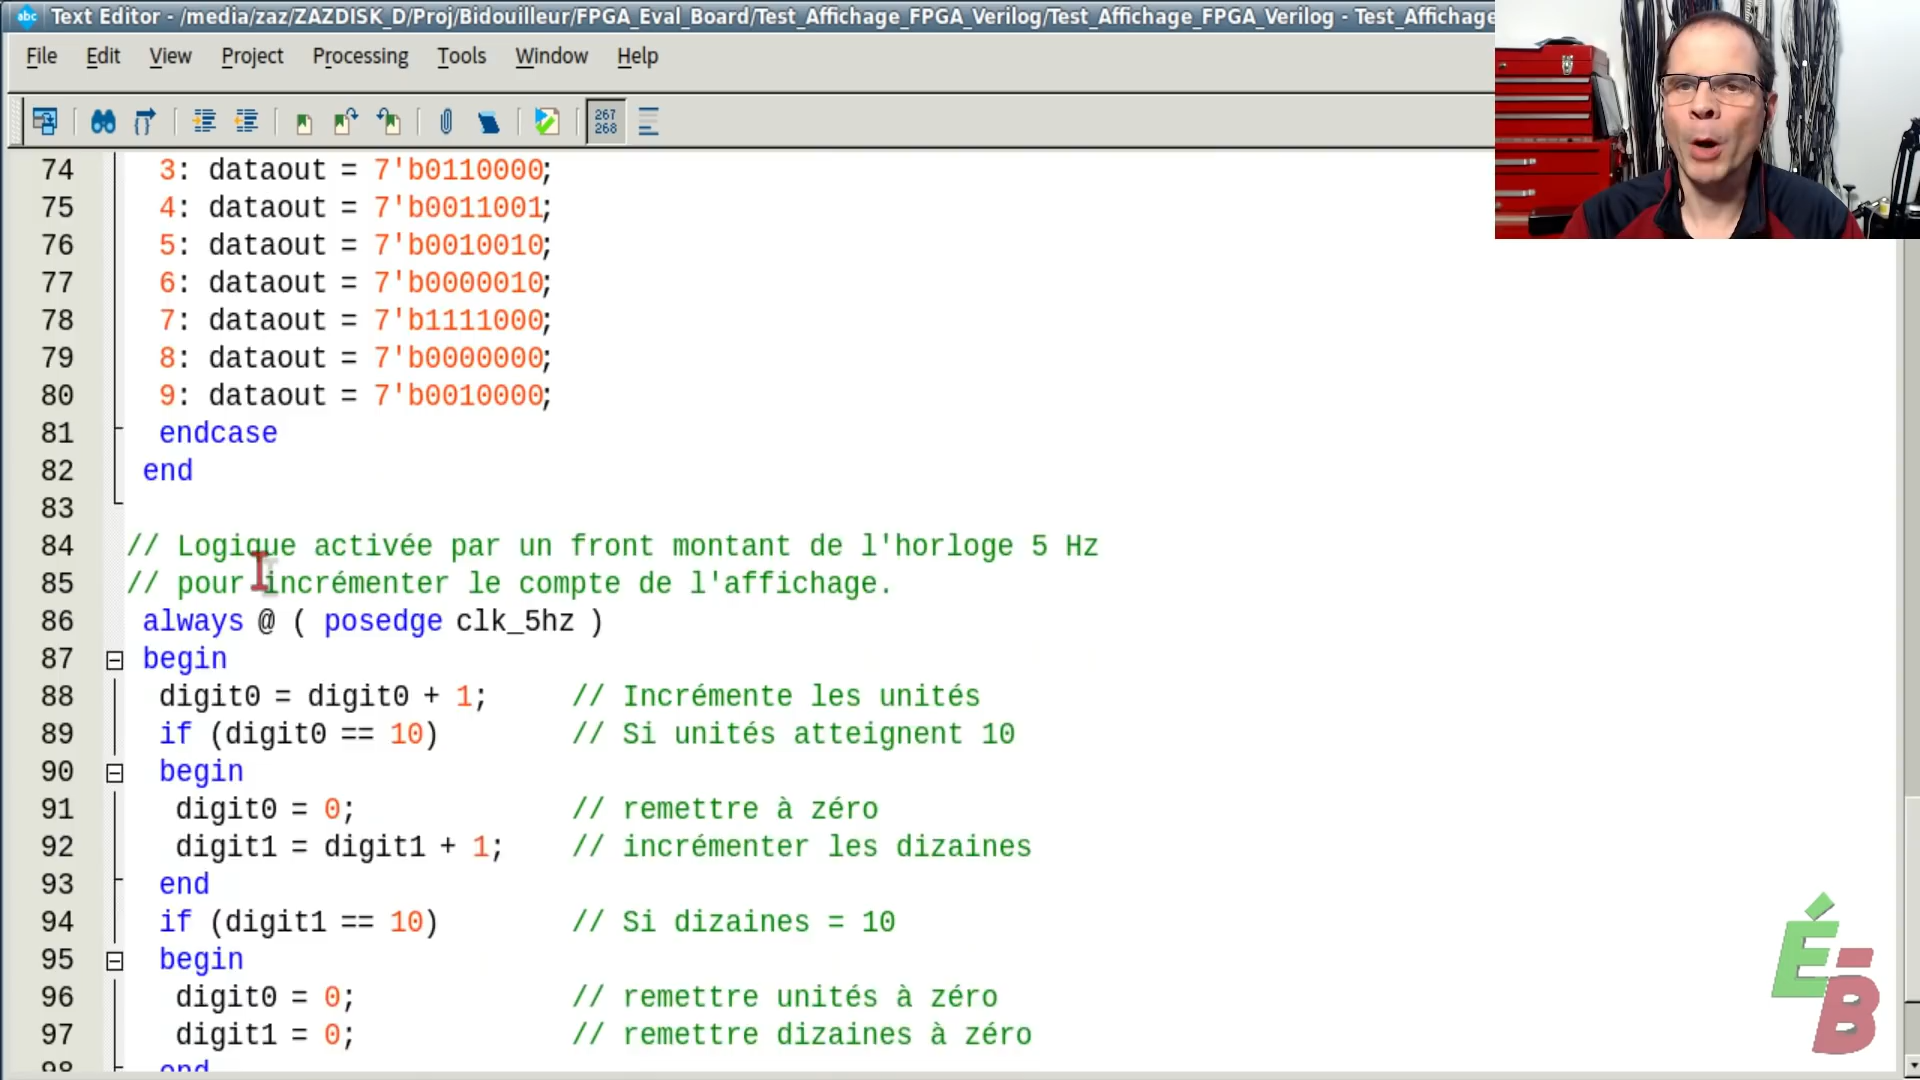 abc Text Editor - /media/zaz/ZAZDISK_D/Proj/Bidouilleur/FPGA_Eval_Board/Test_Affichage_FPGA_Verilog/Test_Affichage_FPGA_Verilog - Test_Affichage
File Edit View Project Processing Tools Window Help
267
268
74 3: dataout = 7'b0110000;
75 4: dataout = 7'b0011001;
76 5: dataout = 7'b0010010;
77 6: dataout = 7'b0000010;
78 7: dataout = 7'b1111000;
79 8: dataout = 7'b0000000;
80 9: dataout = 7'b0010000;
81 endcase
82 end
83
84 // Logique activée par un front montant de l'horloge 5 Hz
85 // pour incrémenter le compte de l'affichage.
86 always @ ( posedge clk_5hz )
87 begin
88 digit0 = digit0 + 1; // Incrémente les unités
89 if (digit0 == 10) // Si unités atteignent 10
90 begin
91 digit0 = 0; // remettre à zéro
92 digit1 = digit1 + 1; // incrémenter les dizaines
93 end
94 if (digit1 == 10) // Si dizaines = 10
95 begin
96 digit0 = 0; // remettre unités à zéro
97 digit1 = 0; // remettre dizaines à zéro
98 end
É-B